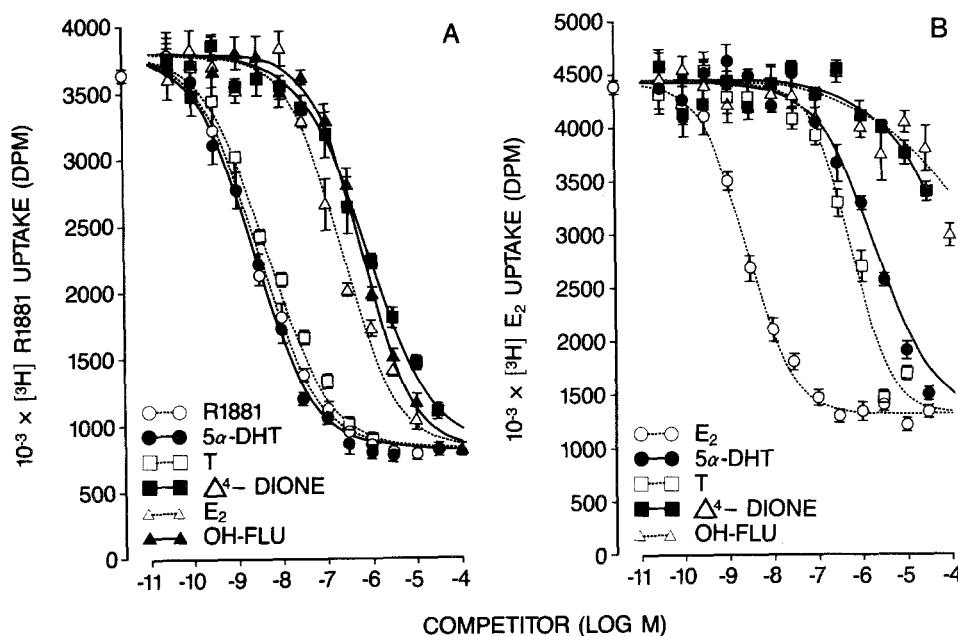 A
10⁻³ × [³H] R1881 UPTAKE (DPM)
4000
3500
3000
2500
2000
1500
1000
500
0
R1881
5α-DHT
T
Δ⁴- DIONE
E₂
OH-FLU
-11 -10 -9 -8 -7 -6 -5 -4
B
10⁻³ × [³H] E₂ UPTAKE (DPM)
5000
4500
4000
3500
3000
2500
2000
1500
1000
500
0
E₂
5α-DHT
T
Δ⁴- DIONE
OH-FLU
-11 -10 -9 -8 -7 -6 -5 -4
COMPETITOR (LOG M)